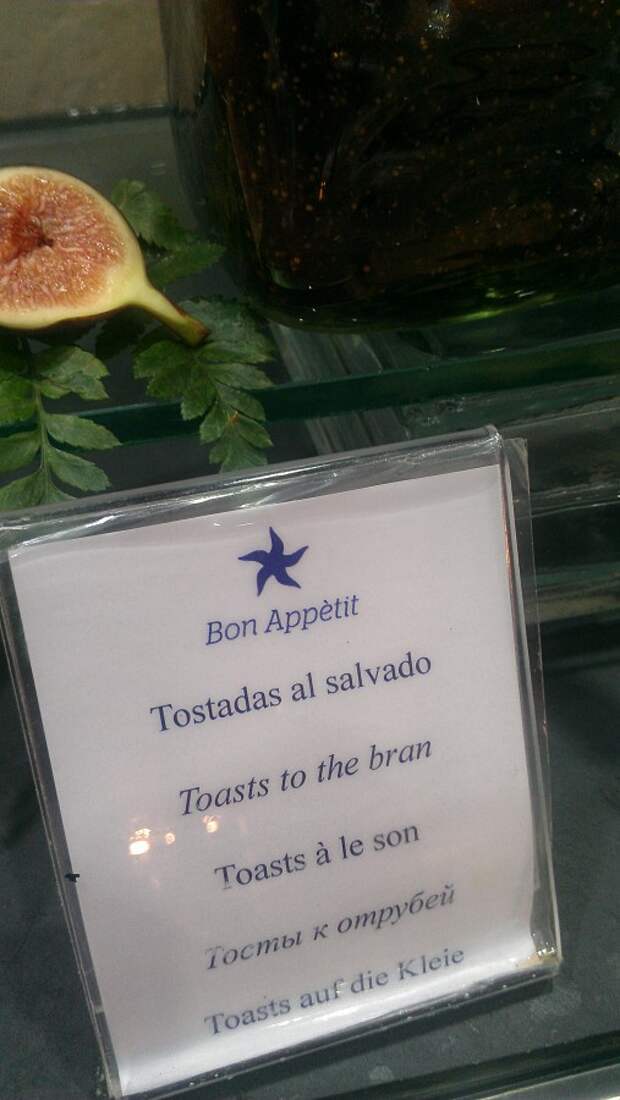 Bon Appètit
Tostadas al salvado
Toasts to the bran
Toasts à le son
Тосты к отрубей
Toasts auf die Kleie